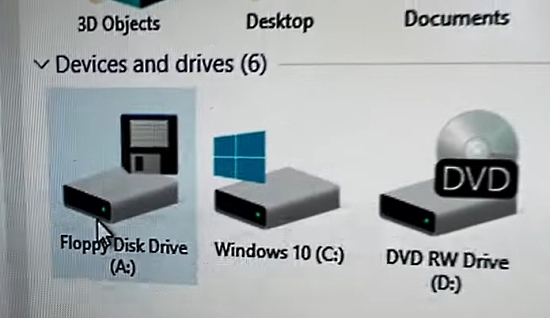 3D Objects
Desktop
Documents
Devices and drives (6)
DVD
Floppy Disk Drive
(A:)
Windows 10 (C:)
DVD RW Drive
(D:)